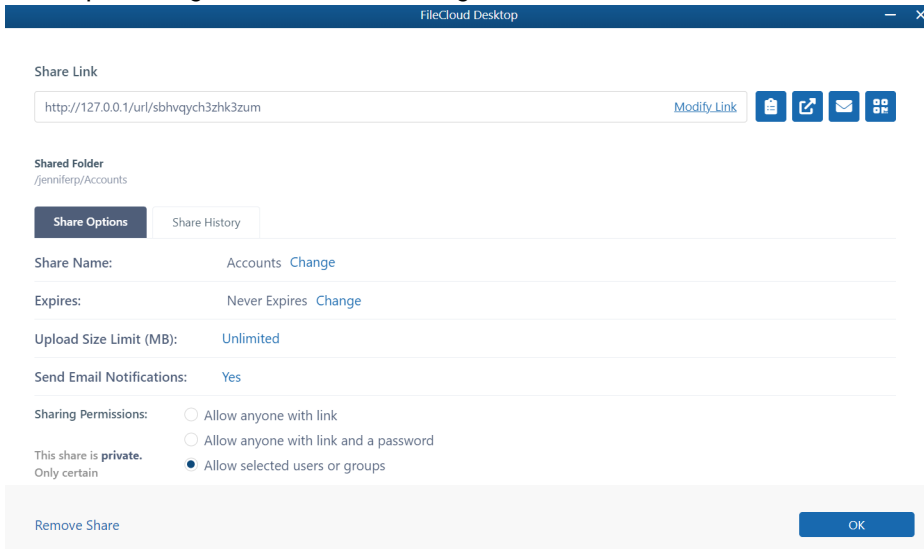 FileCloud Desktop
Share Link
http://127.0.0.1/url/sbhvqych3zhk3zum Modify Link
Shared Folder
/jenniferp/Accounts
Share Options Share History
Share Name: Accounts Change
Expires: Never Expires Change
Upload Size Limit (MB): Unlimited
Send Email Notifications: Yes
Sharing Permissions: Allow anyone with link
Allow anyone with link and a password
This share is private.
Only certain
Allow selected users or groups
Remove Share OK